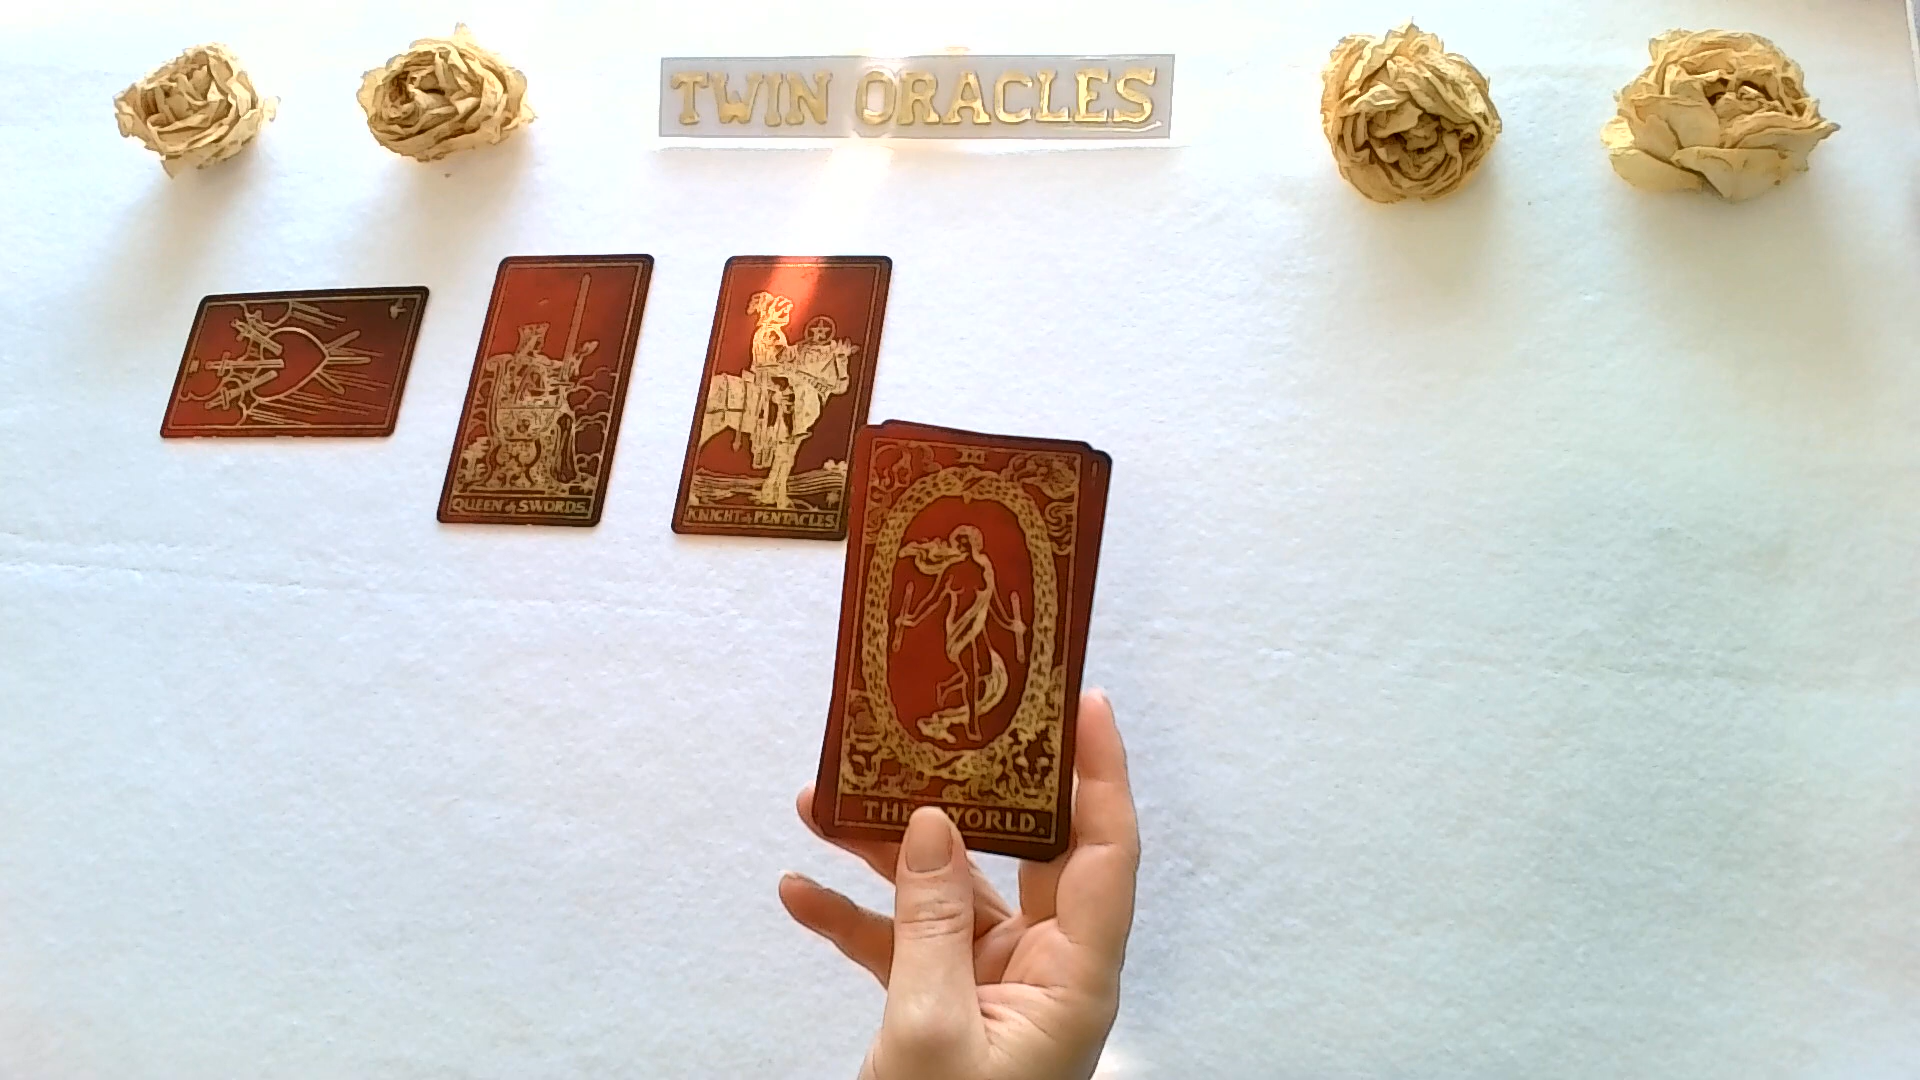 TWIN ORACLES
QUEEN of SWORDS.
KNIGHT of PENTACLES.
THE WORLD.